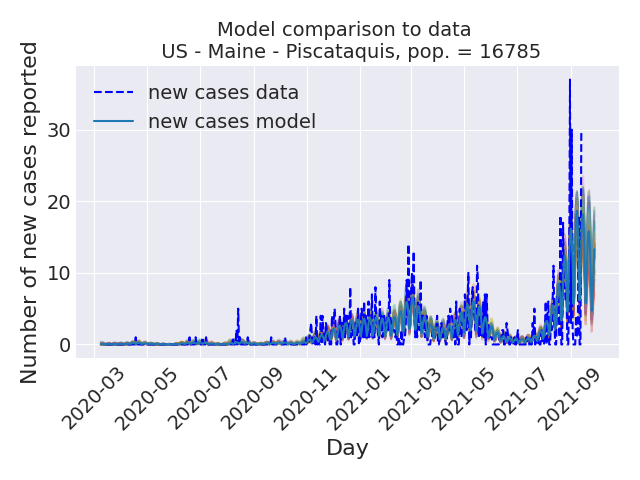 Model comparison to data
US - Maine - Piscataquis, pop. = 16785
Number of new cases reported
new cases data
new cases model
30
20
10
0
2020-03
2020-05
2020-07
2020-09
2020-11
2021-01
2021-03
2021-05
2021-07
2021-09
Day